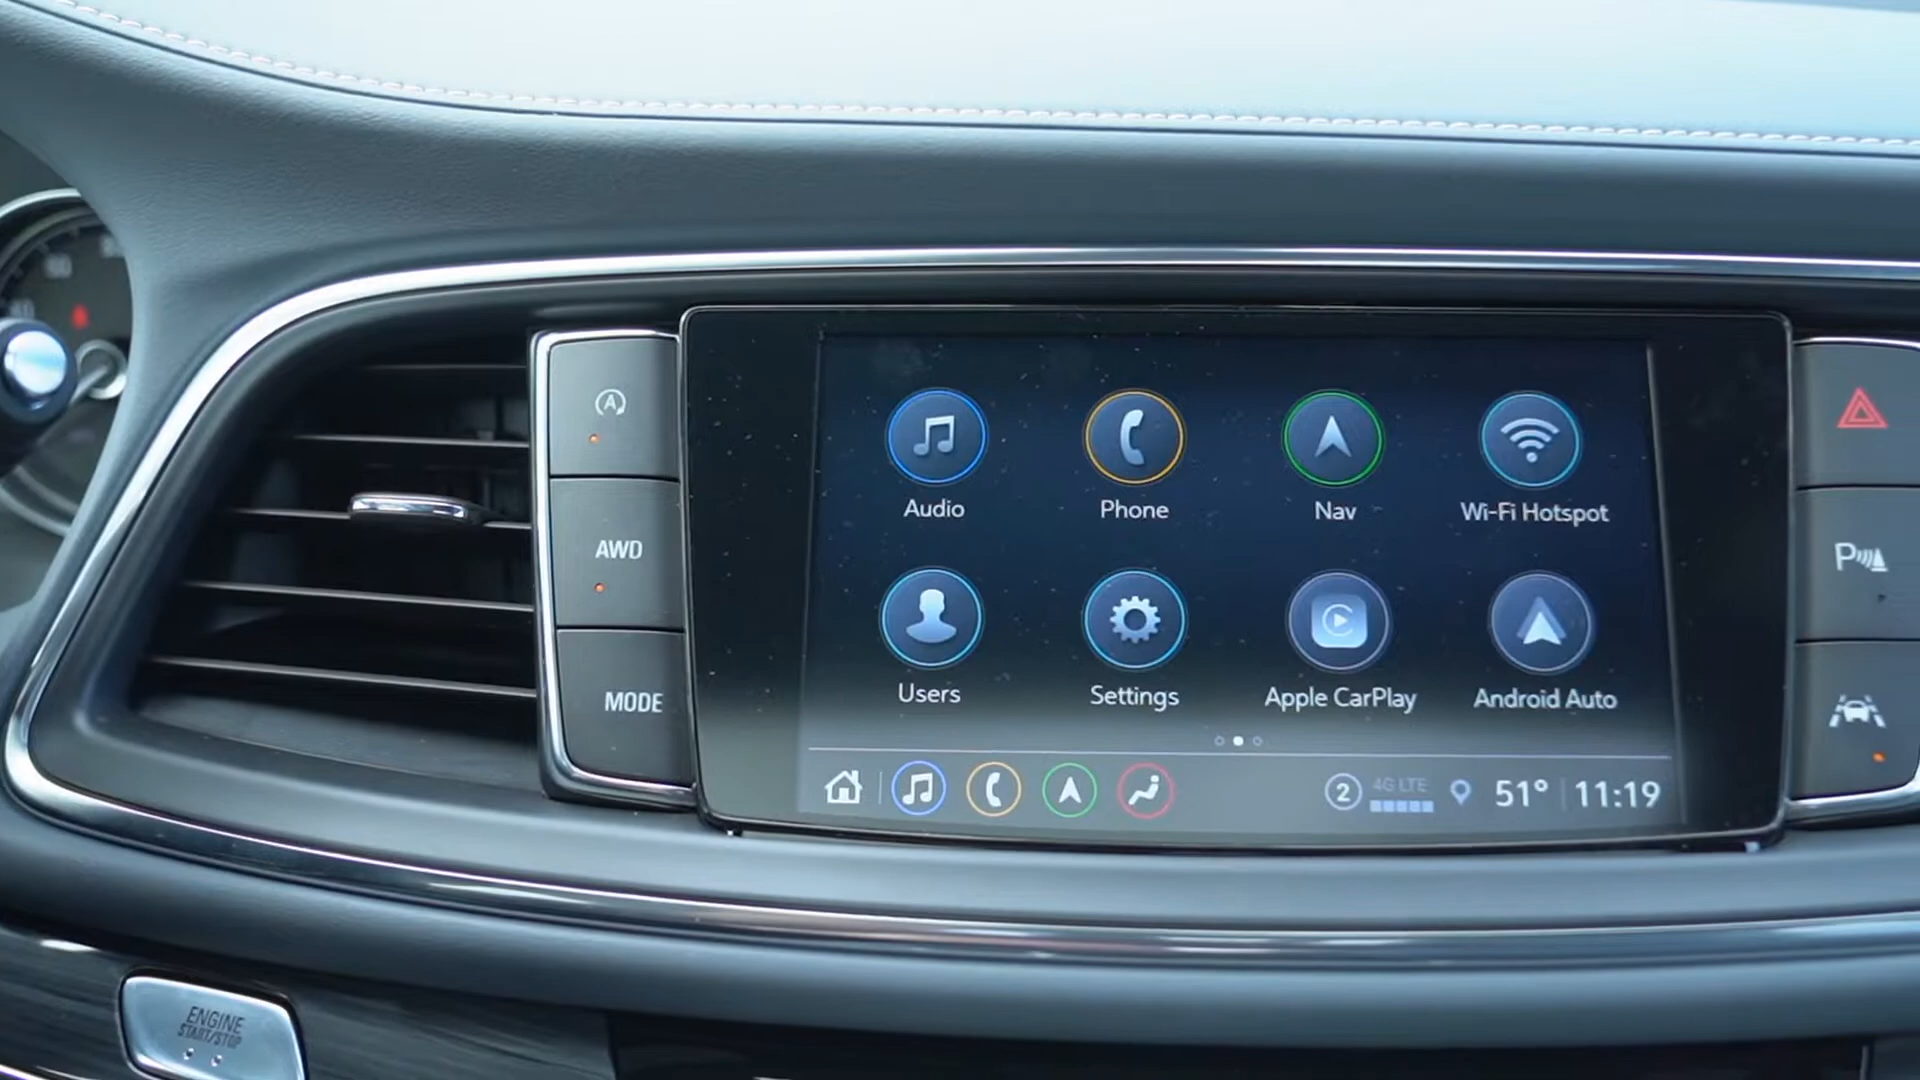 A
AWD
MODE
Audio
Phone
Nav
Wi-Fi Hotspot
Users
Settings
Apple CarPlay
Android Auto
2
4G LTE
51°
11:19
P
ENGINE
START/STOP